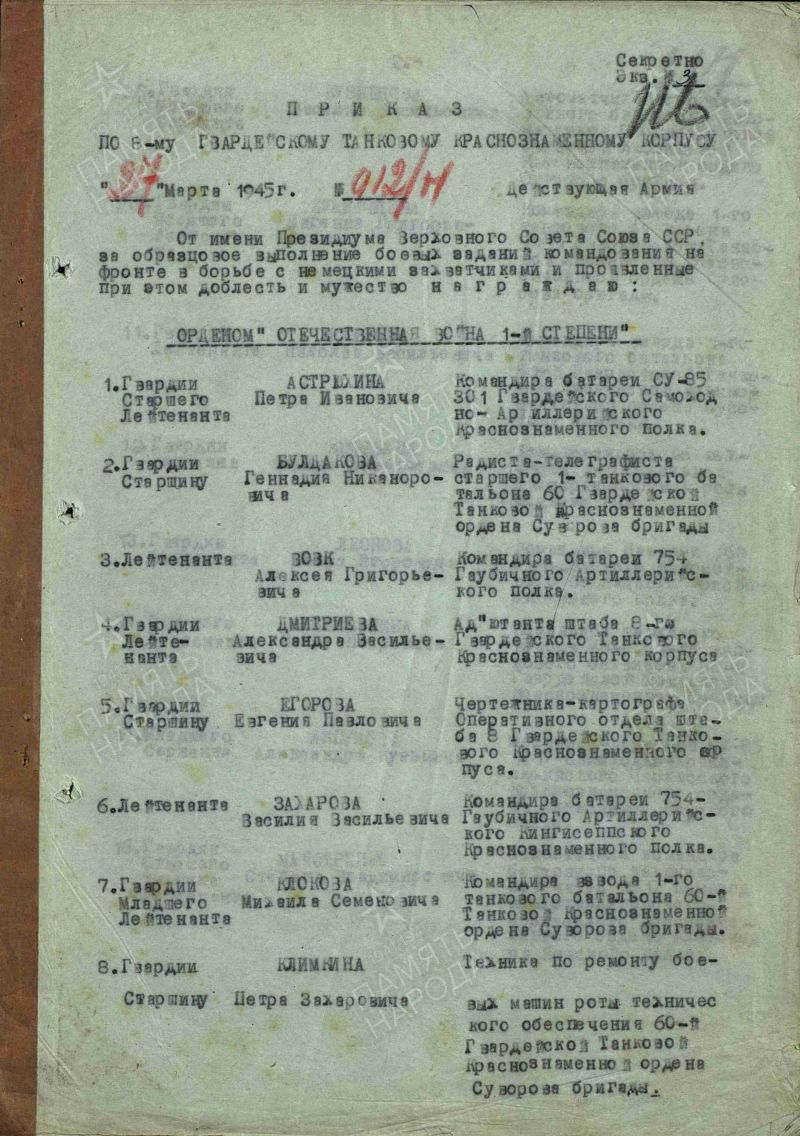 Секретно
Экз. № 3
П Р И К А З
ПО 8-му ГВАРДЕЙСКОМУ ТАНКОВОМУ КРАСНОЗНАМЕННОМУ КОРПУСУ
"27" Марта 1945г. № 912/н Действующая Армия
От имени Президиума Верховного Совета Союза ССР,
за образцовое выполнение боевых заданий командования на
фронте в борьбе с немецкими захватчиками и проявленные
при этом доблесть и мужество н а г р а ж д а ю :
ОРДЕНОМ" ОТЕЧЕСТВЕННАЯ ВОЙНА 1-й СТЕПЕНИ"
1. Гвардии АСТРЕЛИНА Командира батареи СУ-85
Старшего Петра Ивановича 301 Гвардейского Самоход
Лейтенанта но-Артиллерийского
Краснознаменного полка.
2. Гвардии БУЛДАКОВА Радиста-телеграфиста
Старшину Геннадия Никаноро- старшего 1- танкового ба
вича тальона 60 Гвардейской
Танковой Краснознаменной
ордена Суворова бригады
3. Лейтенанта ВОВК Командира батареи 754
Алексея Григорье- Гаубичного Артиллерийс-
вича кого полка.
4. Гвардии ДМИТРИЕВА Ад"ютанта штаба 8-го
Лейте- Александра Василье- Гвардейского Танкового
нанта вича Краснознаменного корпуса
5. Гвардии ЕГОРОВА Чертежника-картографа
Старшину Евгения Павловича Оперативного отдела шта-
ба 8 Гвардейского Танко-
вого Краснознаменного кор
пуса.
6. Лейтенанта ЗАХАРОВА Командира батареи 754-
Василия Васильевича Гаубичного Артиллерийс-
кого Кингисеппского
Краснознаменного полка.
7. Гвардии КЛОКОВА Командира взвода 1-го
Младшего Михаила Семеновича танкового батальона 60-й
Лейтенанта Танковой Краснознаменной
ордена Суворова бригады.
8. Гвардии КЛИМКИНА Техника по ремонту бое-
Старшину Петра Захаровича вых машин роты техничес
кого обеспечения 60-й
Гвардейской Танковой
Краснознаменной ордена
Суворова бригады.
ПАМЯТЬ
НАРОДА